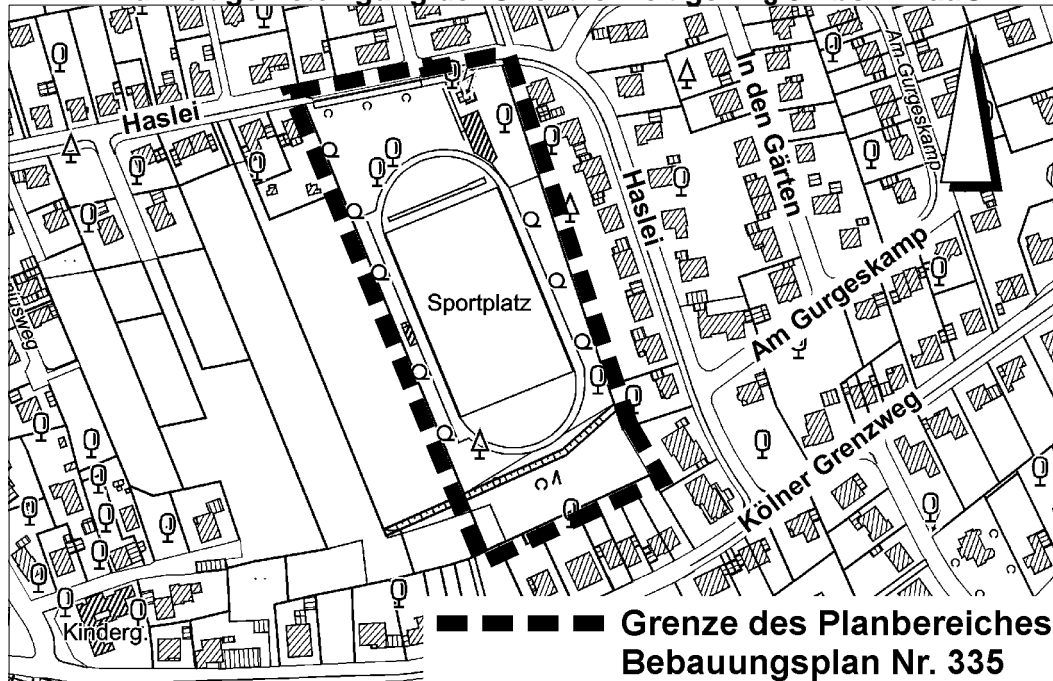 Haslei
In den Gärten
Am Gurgeskamp
Haslei
Sportplatz
Am Gurgeskamp
Kölner Grenzweg
Kinderg.
Grenze des Planbereiches
Bebauungsplan Nr. 335